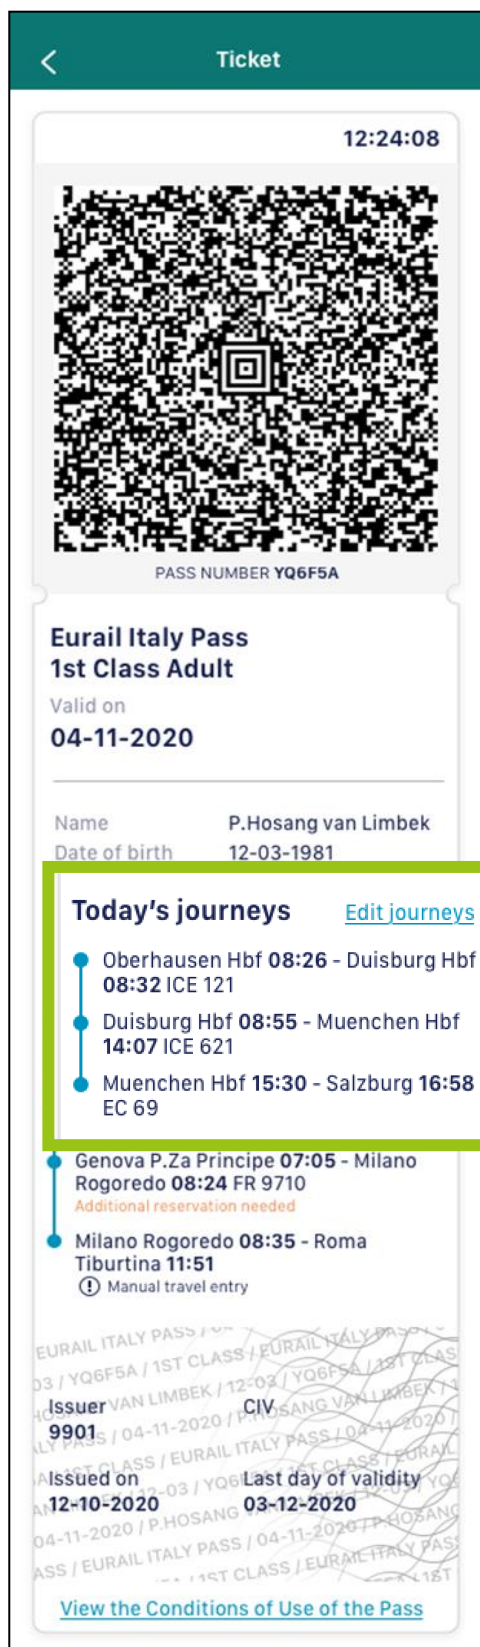 Ticket
12:24:08
PASS NUMBER YQ6F5A
Eurail Italy Pass
1st Class Adult
Valid on
04-11-2020
Name P.Hosang van Limbek
Date of birth 12-03-1981
Today's journeys Edit journeys
Oberhausen Hbf 08:26 - Duisburg Hbf
08:32 ICE 121
Duisburg Hbf 08:55 - Muenchen Hbf
14:07 ICE 621
Muenchen Hbf 15:30 - Salzburg 16:58
EC 69
Genova P.Za Principe 07:05 - Milano
Rogoredo 08:24 FR 9710
Additional reservation needed
Milano Rogoredo 08:35 - Roma
Tiburtina 11:51
Manual travel entry
Issuer CIV
9901
Issued on Last day of validity
12-10-2020 03-12-2020
View the Conditions of Use of the Pass